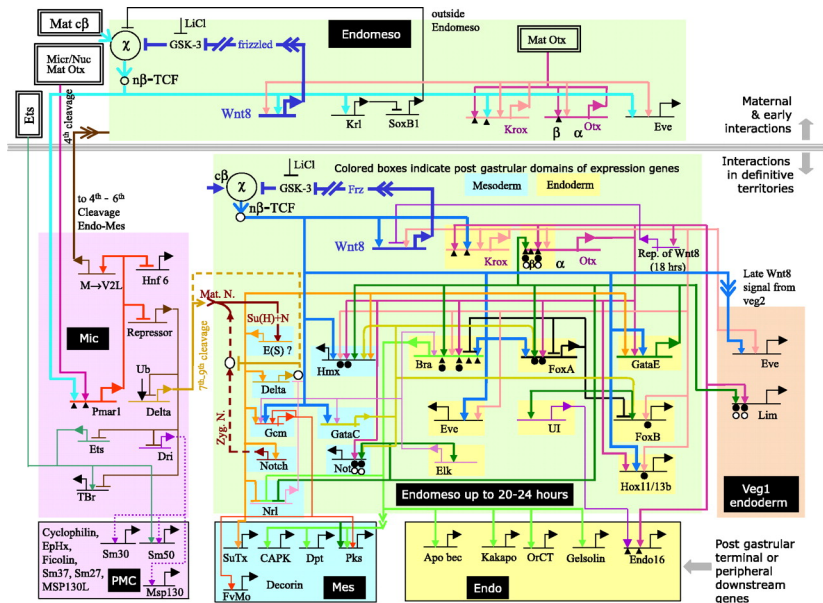 Mat cβ
χ
LiCl
GSK-3
frizzled
Endomeso
outside
Endomeso
Mat Otx
Micr/Nuc
Mat Otx
nβ-TCF
Ets
4th cleavage
Wnt8
Krl
SoxB1
Krox
β
α
Otx
Eve
Maternal
& early
interactions
Interactions
in definitive
territories
LiCl
Colored boxes indicate post gastrular domains of expression genes
cβ
χ
GSK-3
Frz
Mesoderm
Endoderm
nβ-TCF
to 4th - 6th
Cleavage
Endo-Mes
Wnt8
Krox
β
α
Otx
Rep. of Wnt8
(18 hrs)
M→V2L
Hnf 6
Mat. N.
Late Wnt8
signal from
veg2
Mic
Repressor
Su(H)+N
E(S) ?
7th-9th cleavage
Hmx
Bra
FoxA
GataE
Eve
Ub
Pmar1
Delta
Delta
Lim
Zyg. N.
Gcm
GataC
Eve
UI
FoxB
Ets
Dri
Notch
Not
Elk
Hox11/13b
TBr
Nrl
Endomeso up to 20-24 hours
Veg1
endoderm
Cyclophilin,
EpHx,
Ficolin,
Sm37, Sm27,
MSP130L
Sm30
Sm50
PMC
Msp130
SuTx
CAPK
Dpt
Pks
FvMo
Decorin
Mes
Apo bec
Kakapo
OrCT
Gelsolin
Endo16
Endo
Post gastrular
terminal or
peripheral
downstream
genes